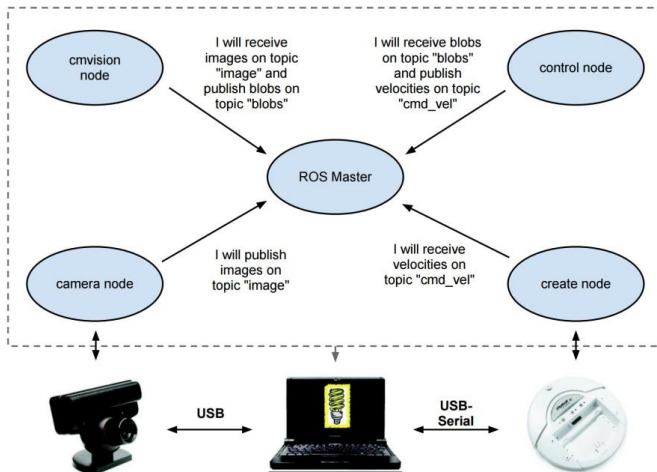 cmvision
node
I will receive
images on topic
"image" and
publish blobs on
topic "blobs"
I will receive blobs
on topic "blobs"
and publish
velocities on topic
"cmd_vel"
control node
ROS Master
camera node
I will publish
images on
topic "image"
I will receive
velocities on
topic "cmd_vel"
create node
USB
USB-
Serial